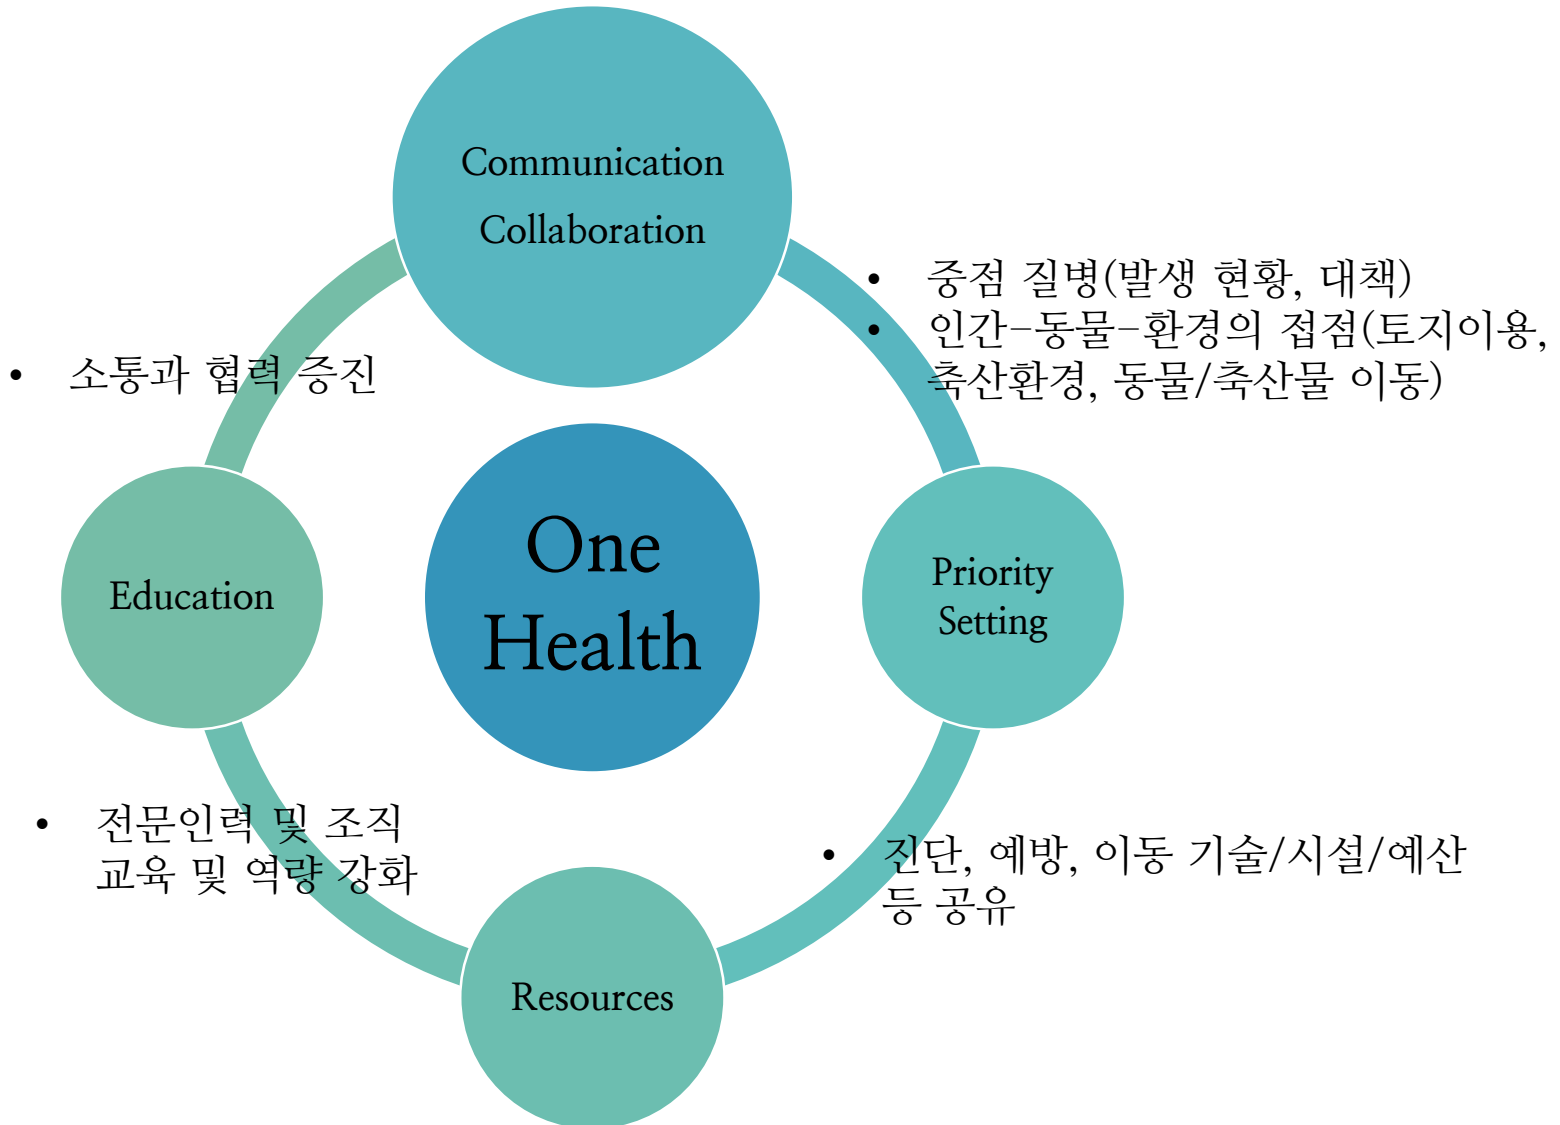 Communication
Collaboration
• 중점 질병(발생 현황, 대책)
• 인간-동물-환경의 접점(토지이용,
축산환경, 동물/축산물 이동)
• 소통과 협력 증진
One
Health
Education
Priority
Setting
• 전문인력 및 조직
교육 및 역량 강화
• 진단, 예방, 이동 기술/시설/예산
등 공유
Resources